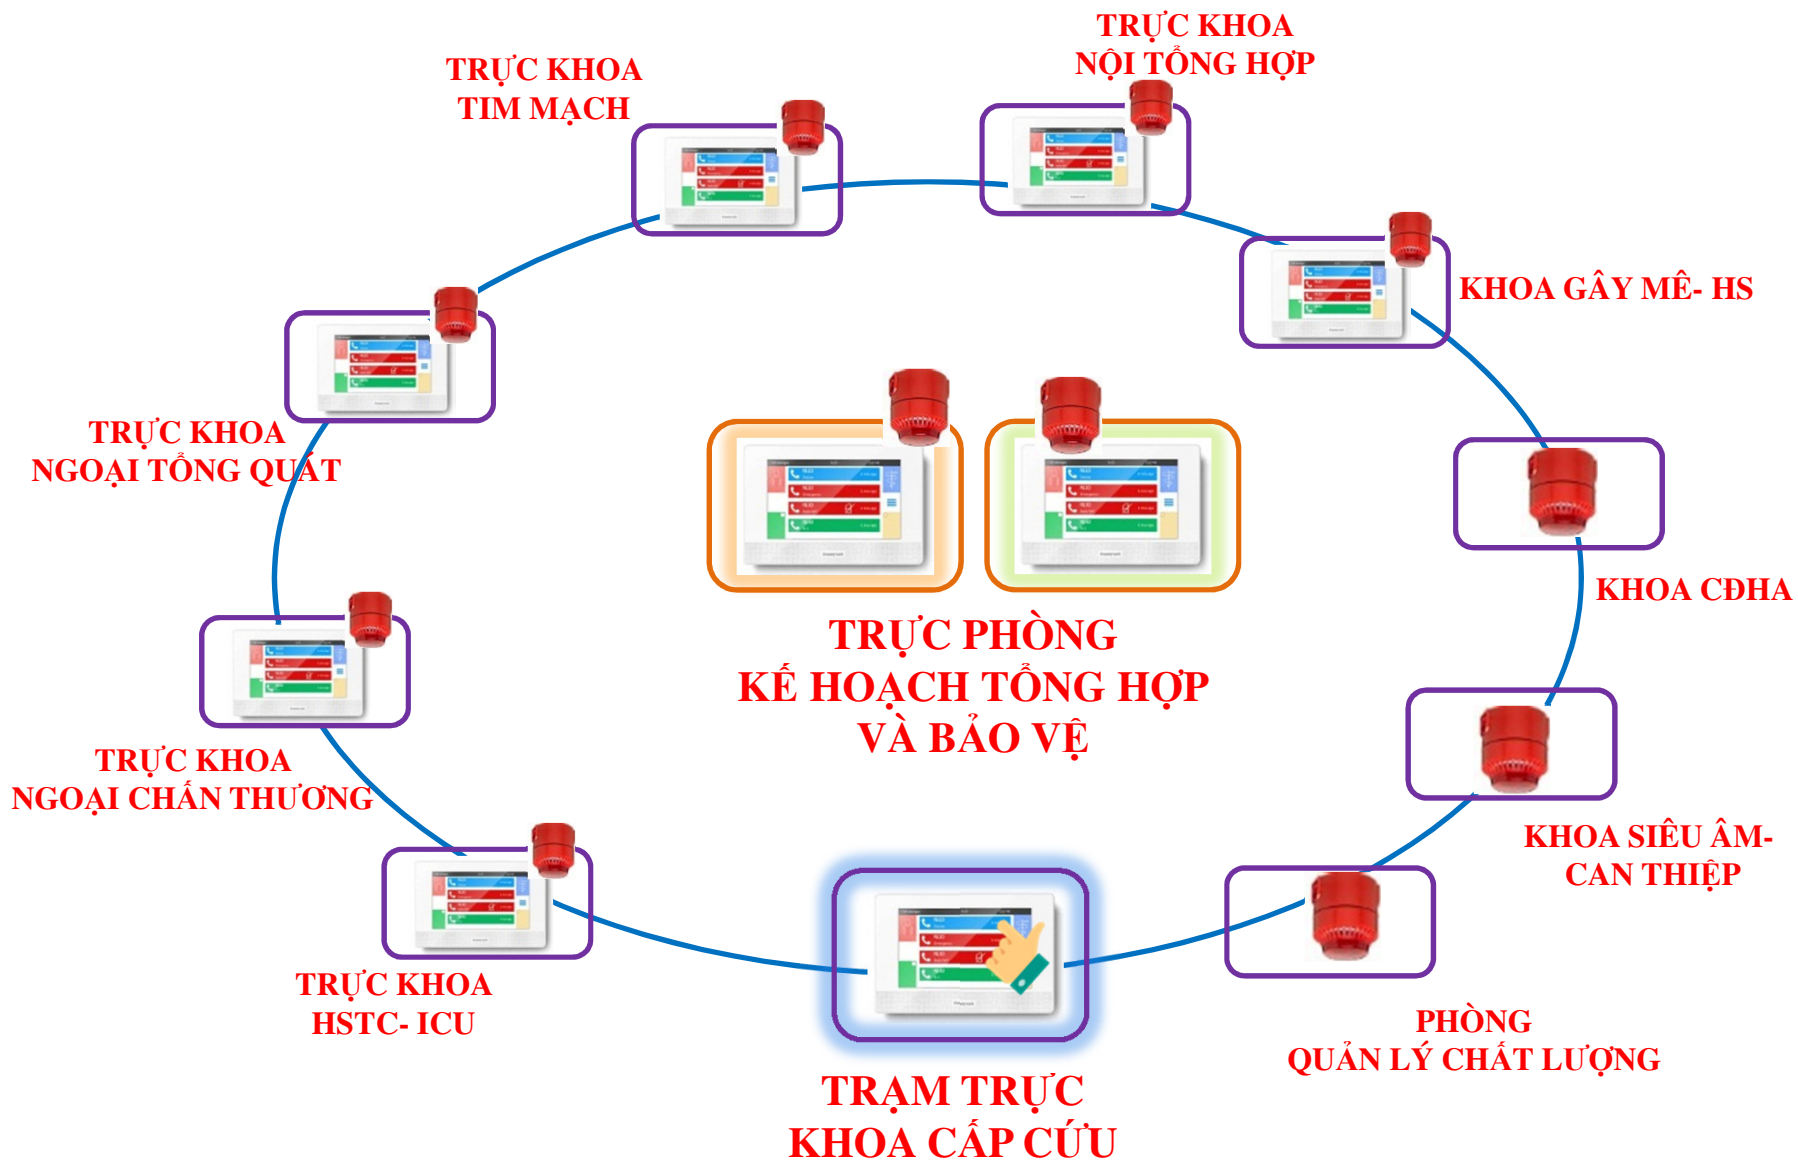 TRỰC KHOA
NỘI TỔNG HỢP
TRỰC KHOA
TIM MẠCH
KHOA GÂY MÊ- HS
TRỰC KHOA
NGOẠI TỔNG QUÁT
KHOA CĐHA
TRỰC PHÒNG
KẾ HOẠCH TỔNG HỢP
VÀ BẢO VỆ
TRỰC KHOA
NGOẠI CHẤN THƯƠNG
KHOA SIÊU ÂM-
CAN THIỆP
TRỰC KHOA
HSTC- ICU
PHÒNG
QUẢN LÝ CHẤT LƯỢNG
TRẠM TRỰC
KHOA CẤP CỨU